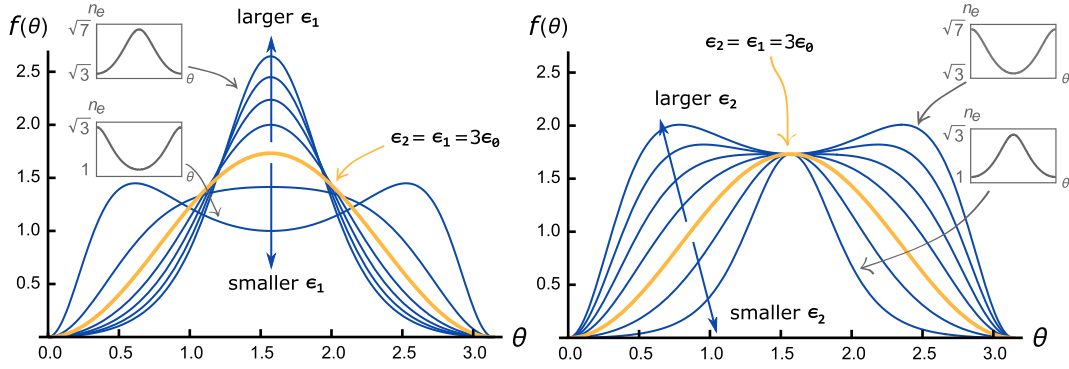 f(θ)
n_e
√7
√3
θ
n_e
√3
1
θ
larger ϵ₁
ϵ₂ = ϵ₁ = 3ϵ₀
smaller ϵ₁
2.5
2.0
1.5
1.0
0.5
0.0 0.5 1.0 1.5 2.0 2.5 3.0 θ
f(θ)
ϵ₂ = ϵ₁ = 3ϵ₀
n_e
√7
√3
θ
larger ϵ₂
n_e
√3
1
θ
smaller ϵ₂
2.5
2.0
1.5
1.0
0.5
0.0 0.5 1.0 1.5 2.0 2.5 3.0 θ